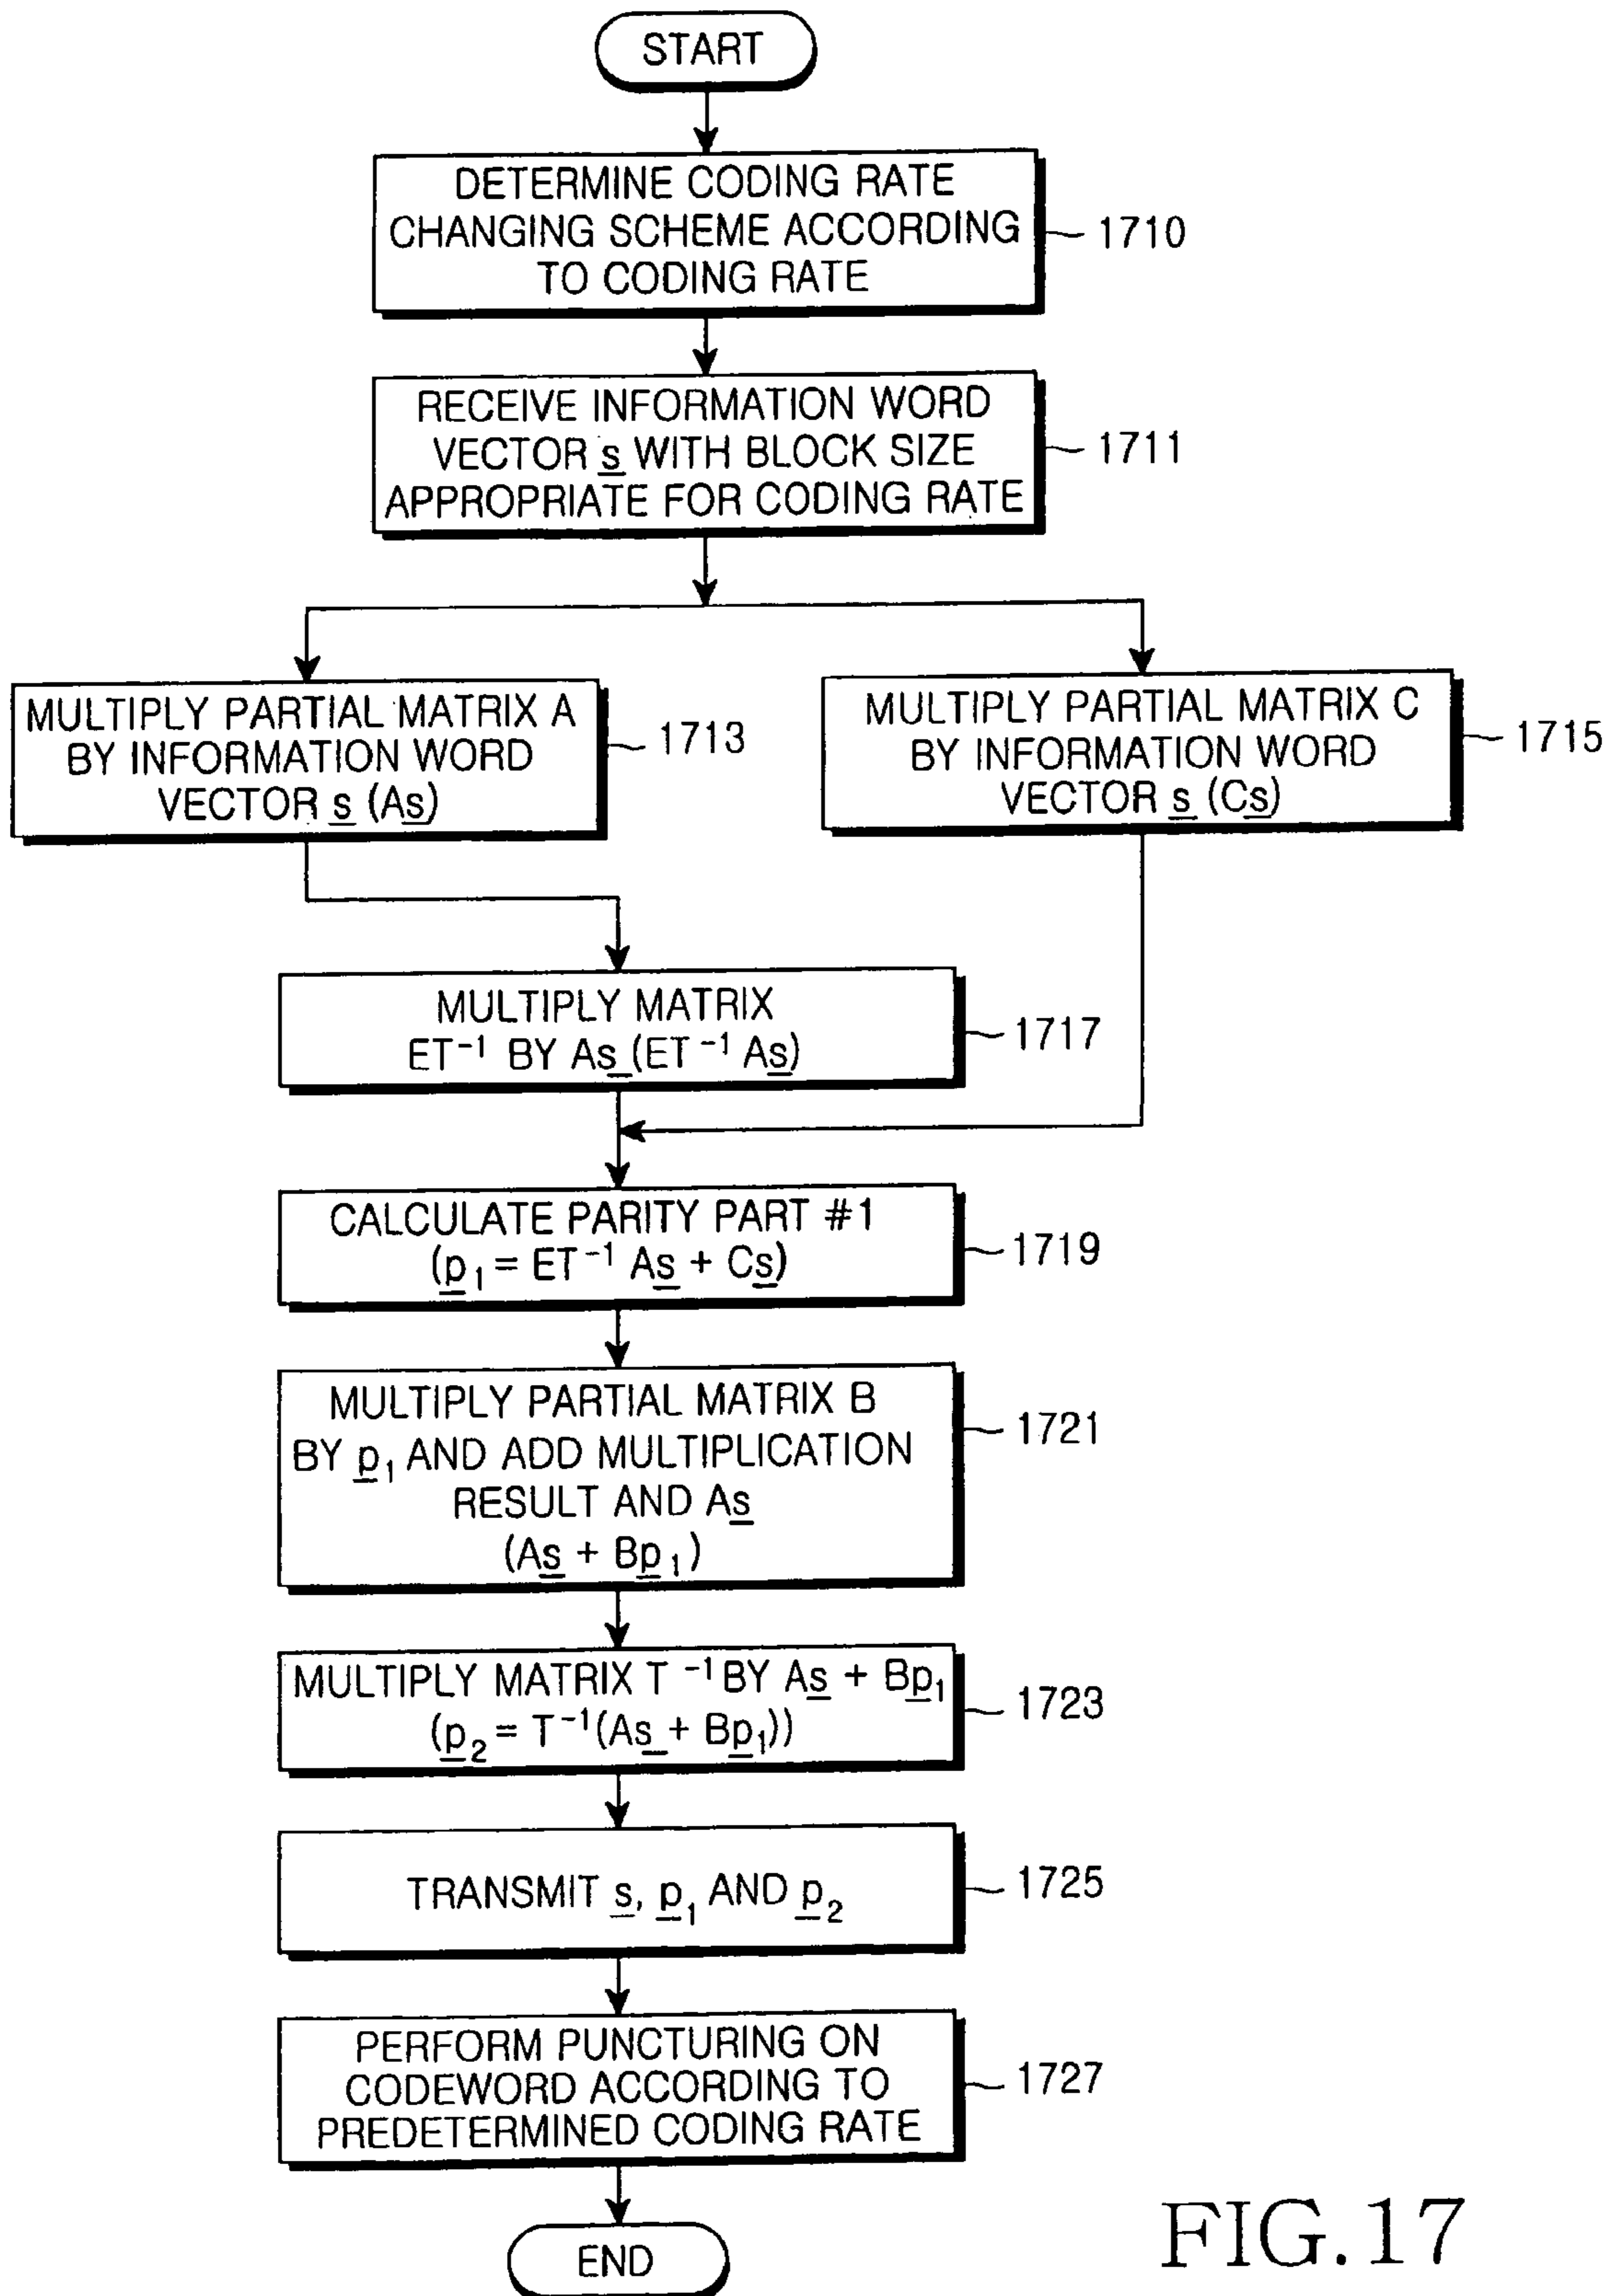 START
DETERMINE CODING RATE
CHANGING SCHEME ACCORDING
TO CODING RATE
1710
RECEIVE INFORMATION WORD
VECTOR s WITH BLOCK SIZE
APPROPRIATE FOR CODING RATE
1711
MULTIPLY PARTIAL MATRIX A
BY INFORMATION WORD
VECTOR s (As)
1713
MULTIPLY PARTIAL MATRIX C
BY INFORMATION WORD
VECTOR s (Cs)
1715
MULTIPLY MATRIX
ET⁻¹ BY As (ET⁻¹ As)
1717
CALCULATE PARITY PART #1
(p₁ = ET⁻¹ As + Cs)
1719
MULTIPLY PARTIAL MATRIX B
BY p₁ AND ADD MULTIPLICATION
RESULT AND As
(As + Bp₁)
1721
MULTIPLY MATRIX T⁻¹ BY As + Bp₁
(p₂ = T⁻¹(As + Bp₁))
1723
TRANSMIT s, p₁ AND p₂
1725
PERFORM PUNCTURING ON
CODEWORD ACCORDING TO
PREDETERMINED CODING RATE
1727
END
FIG.17